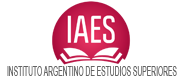 IAES
INSTITUTO ARGENTINO DE ESTUDIOS SUPERIORES